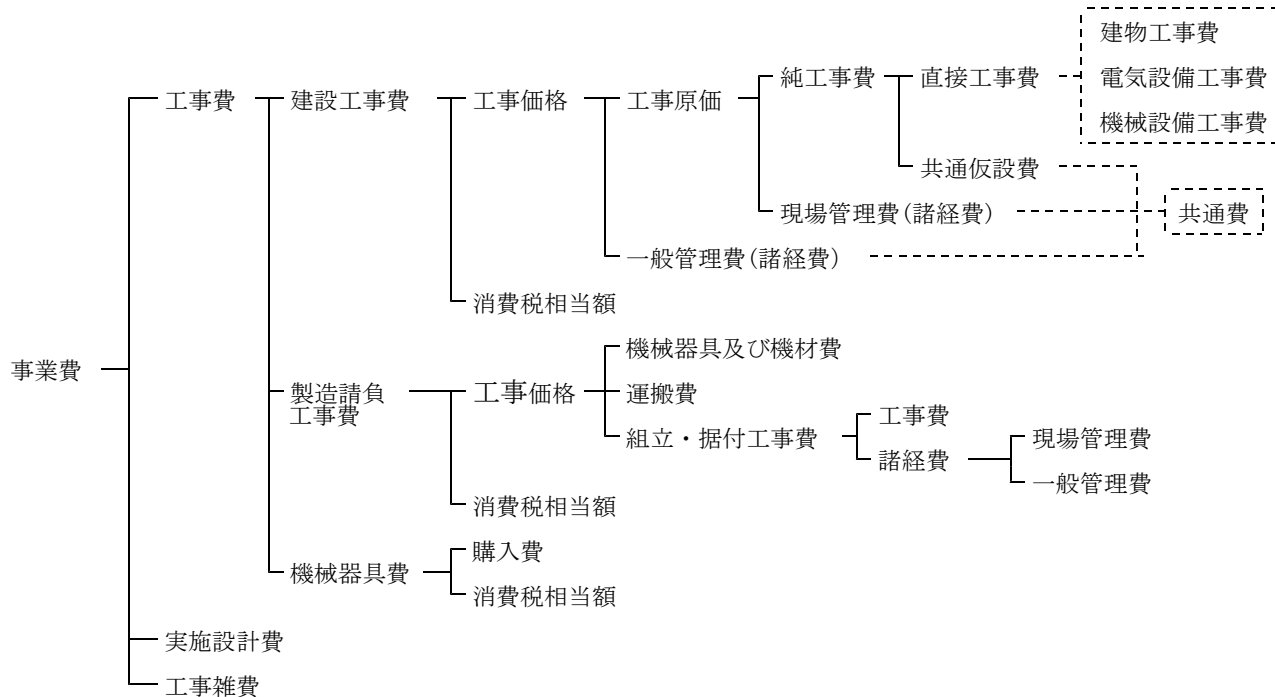 建物工事費
純工事費 直接工事費 電気設備工事費
工事費 建設工事費 工事価格 工事原価
機械設備工事費
共通仮設費
現場管理費(諸経費) 共通費
一般管理費(諸経費)
消費税相当額
機械器具及び機材費
事業費
製造請負 工事価格 運搬費
工事費
工事費
組立・据付工事費
諸経費 現場管理費
一般管理費
消費税相当額
購入費
機械器具費
消費税相当額
実施設計費
工事雑費